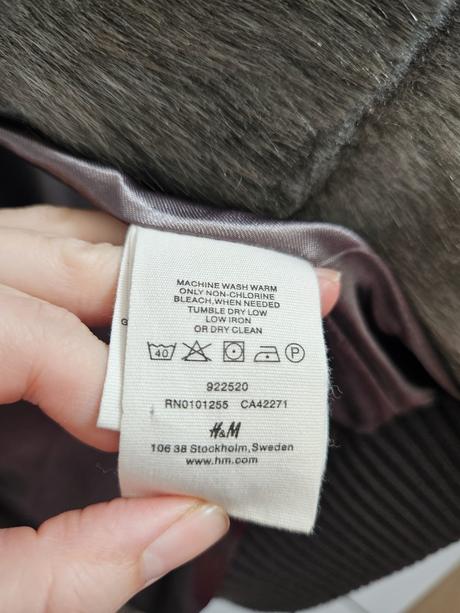 MACHINE WASH WARM
ONLY NON-CHLORINE
BLEACH,WHEN NEEDED
TUMBLE DRY LOW
LOW IRON
OR DRY CLEAN
40 P
922520
RN0101255 CA42271
H&M
106 38 Stockholm,Sweden
www.hm.com
G